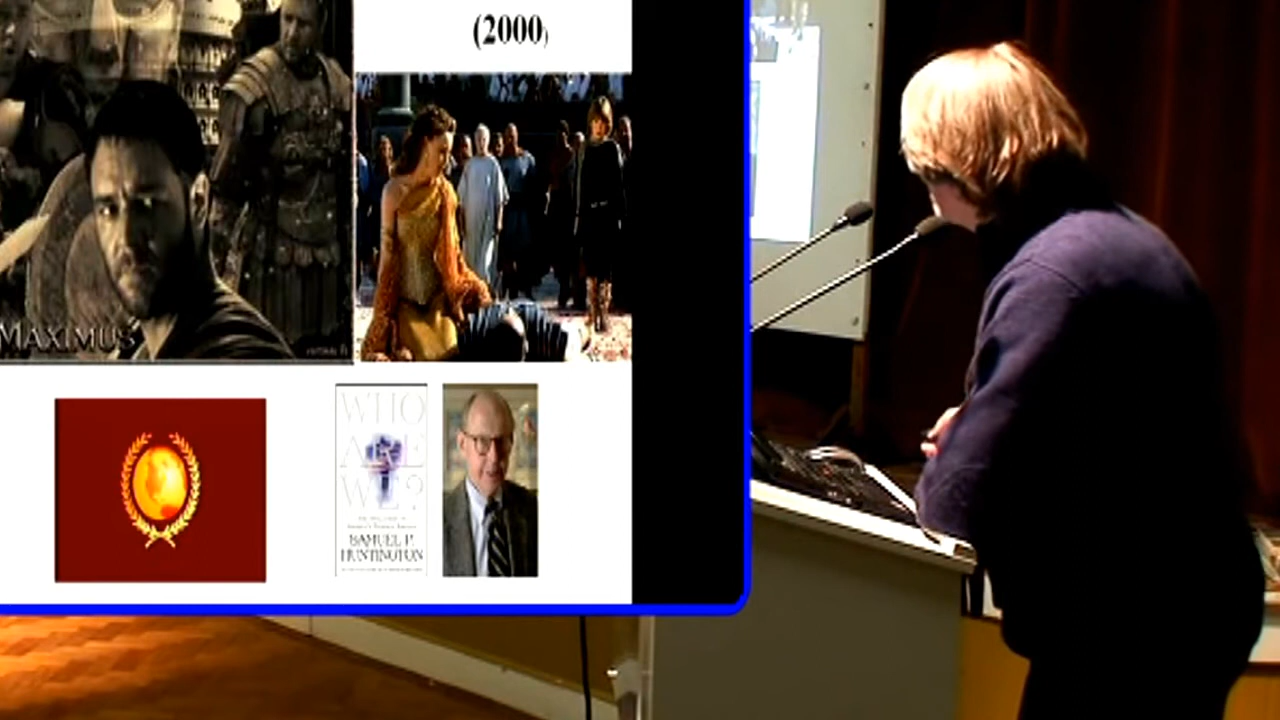 (2000)
MAXIMUS
WHO
ARE
WE?
SAMUEL P.
HUNTINGTON